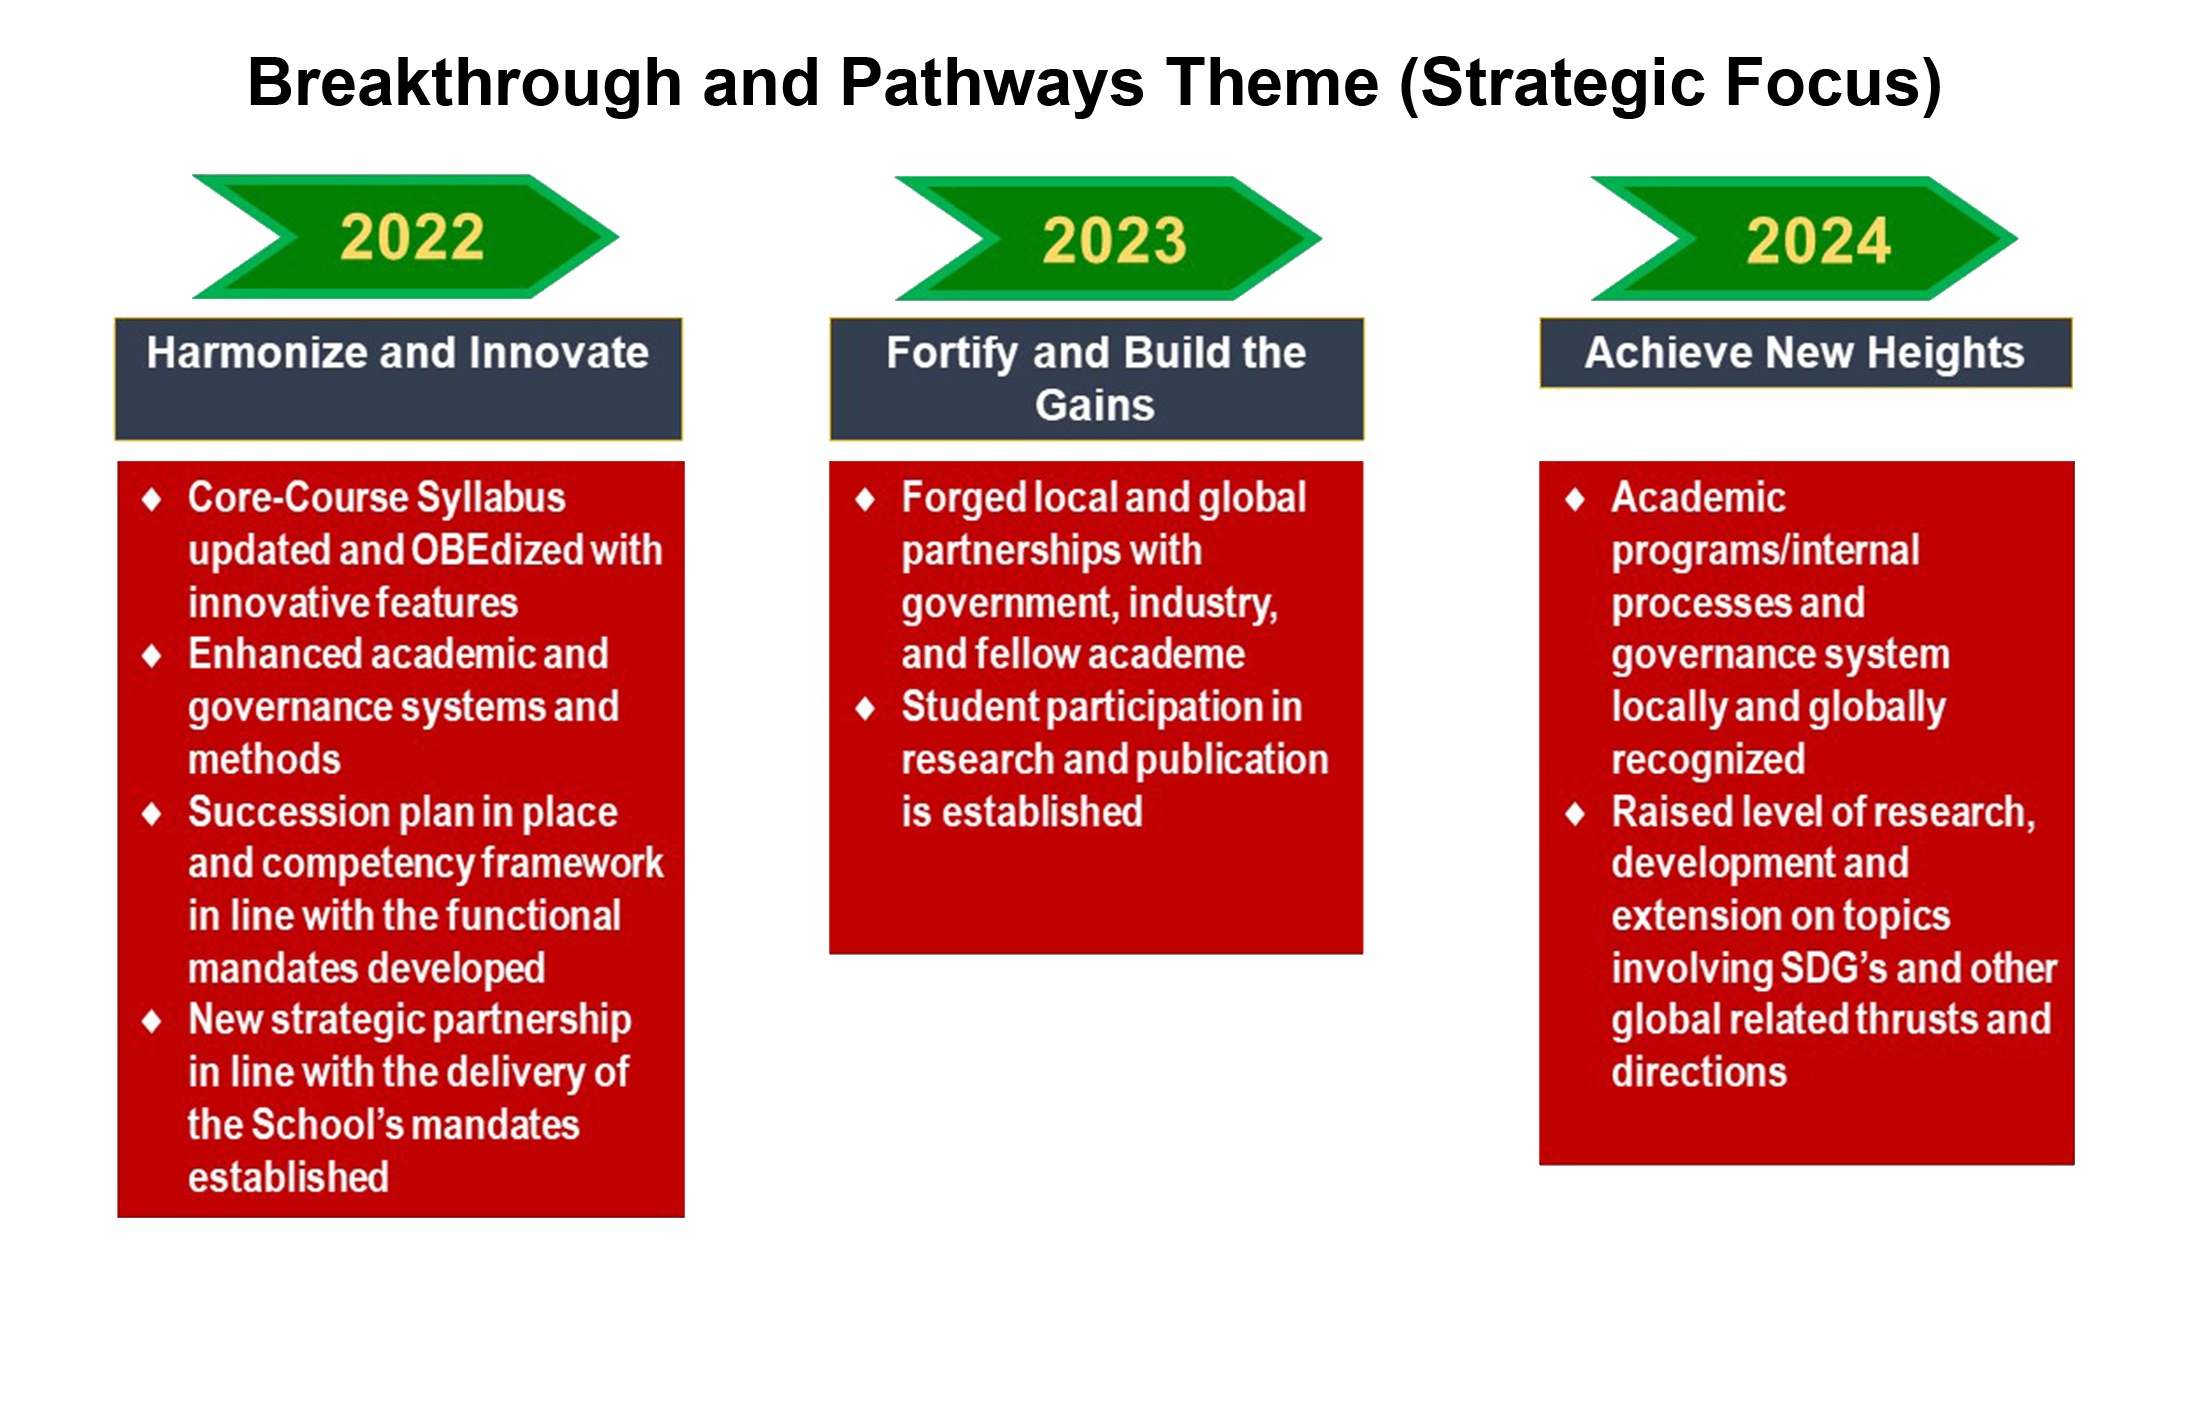 Breakthrough and Pathways Theme (Strategic Focus)
2022
Harmonize and Innovate
♦ Core-Course Syllabus
updated and OBEdized with
innovative features
♦ Enhanced academic and
governance systems and
methods
♦ Succession plan in place
and competency framework
in line with the functional
mandates developed
♦ New strategic partnership
in line with the delivery of
the School’s mandates
established
2023
Fortify and Build the
Gains
♦ Forged local and global
partnerships with
government, industry,
and fellow academe
♦ Student participation in
research and publication
is established
2024
Achieve New Heights
♦ Academic
programs/internal
processes and
governance system
locally and globally
recognized
♦ Raised level of research,
development and
extension on topics
involving SDG’s and other
global related thrusts and
directions